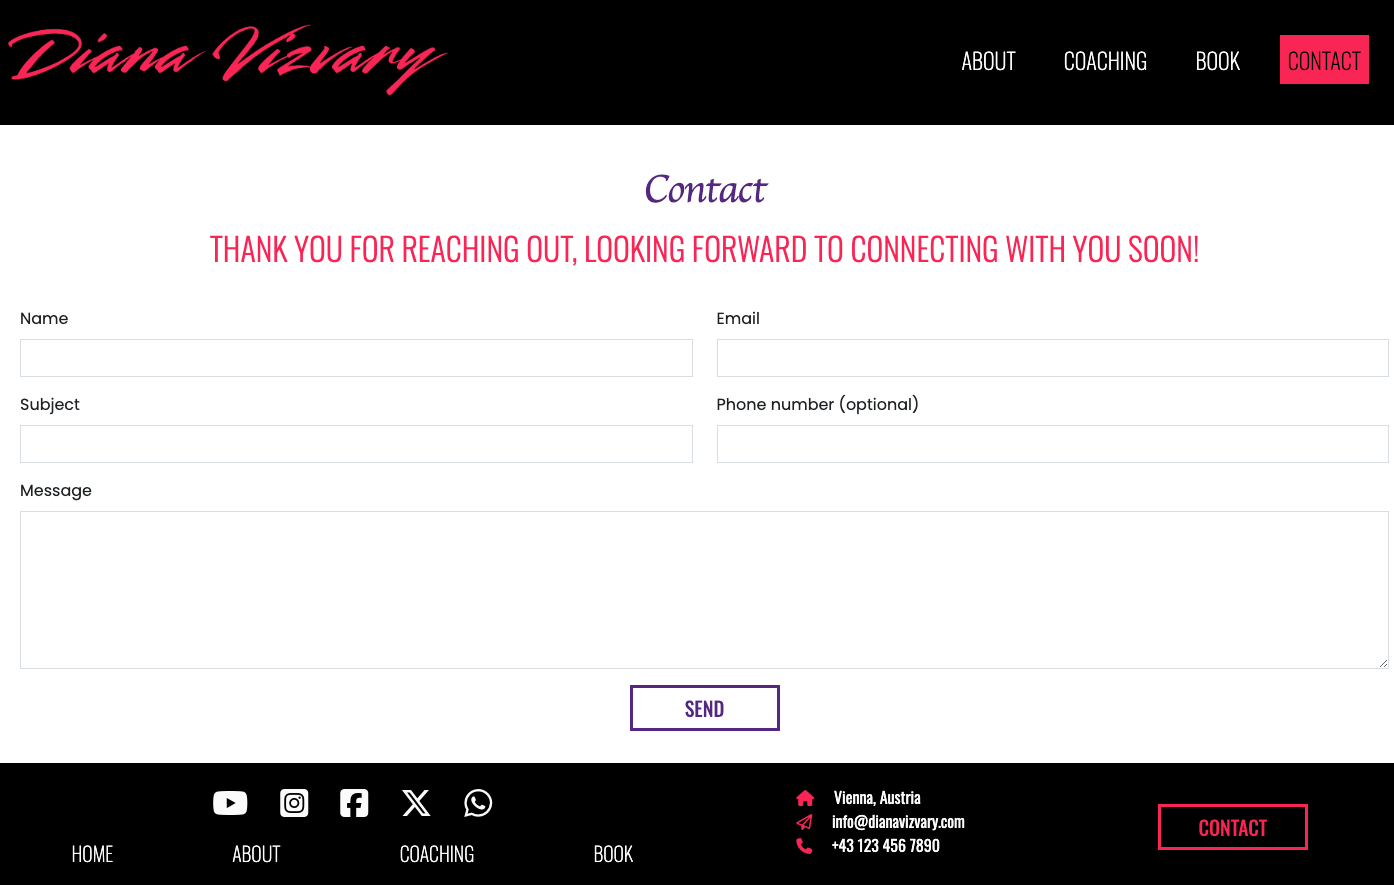 Diana Vizvary
ABOUT COACHING BOOK CONTACT
Contact
THANK YOU FOR REACHING OUT, LOOKING FORWARD TO CONNECTING WITH YOU SOON!
Name
Email
Subject
Phone number (optional)
Message
SEND
HOME ABOUT COACHING BOOK
Vienna, Austria
info@dianavizvary.com
+43 123 456 7890
CONTACT